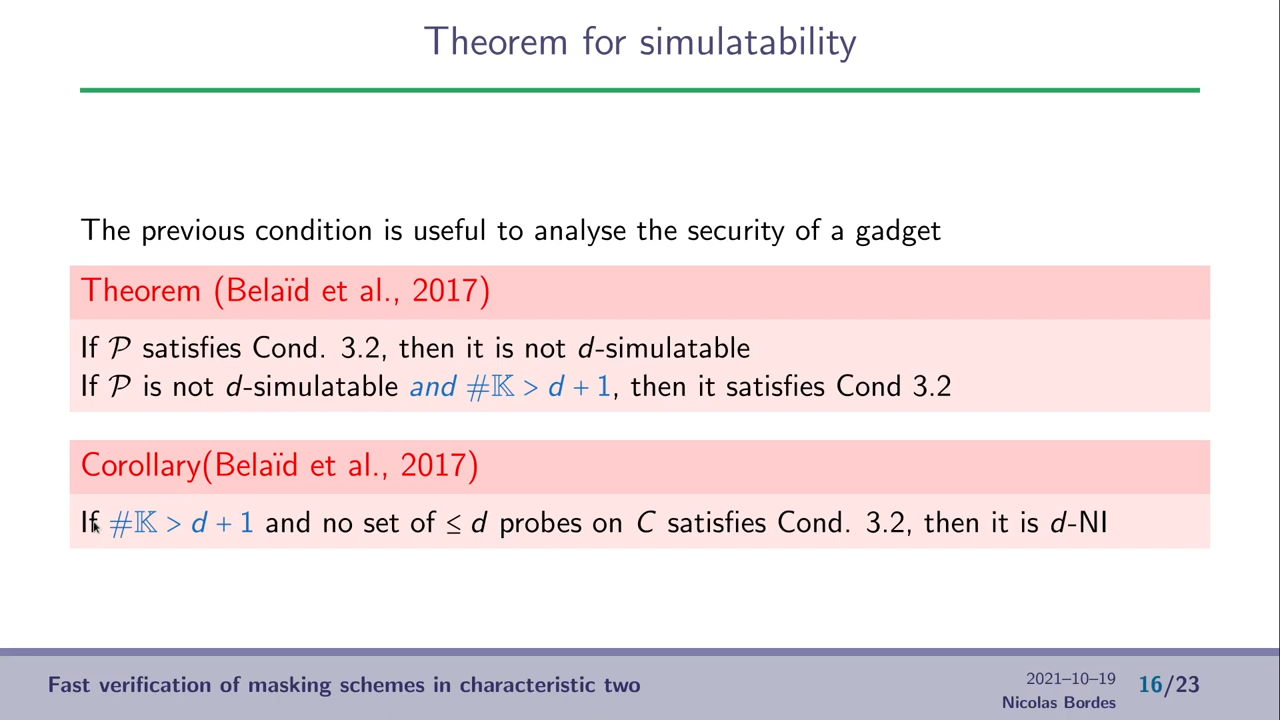 Theorem for simulatability
The previous condition is useful to analyse the security of a gadget
Theorem (Belaïd et al., 2017)
If 𝒫 satisfies Cond. 3.2, then it is not d-simulatable
If 𝒫 is not d-simulatable and #𝕂 > d + 1, then it satisfies Cond 3.2
Corollary(Belaïd et al., 2017)
If #𝕂 > d + 1 and no set of ≤ d probes on C satisfies Cond. 3.2, then it is d-NI
Fast verification of masking schemes in characteristic two
2021–10–19
Nicolas Bordes
16/23